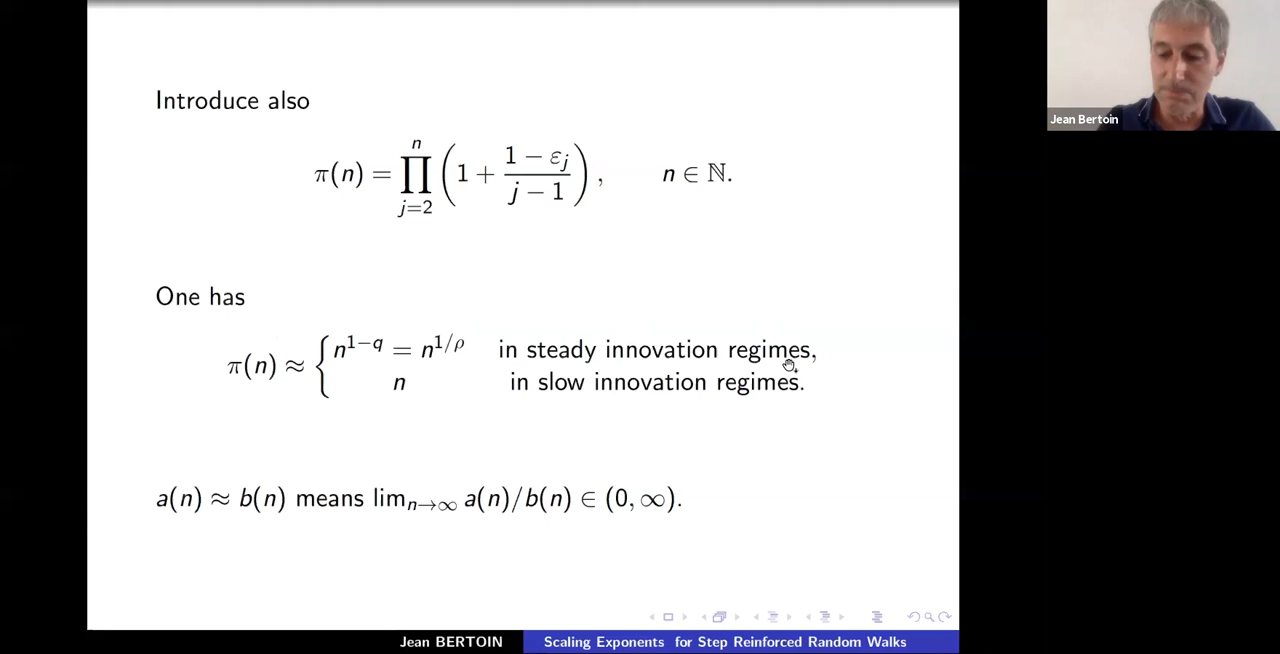 Introduce also
π(n) = ∏_{j=2}^{n} (1 + (1 − ε_j)/(j − 1)), n ∈ ℕ.
One has
π(n) ≈ { n^{1−q} = n^{1/ρ} in steady innovation regimes,
n in slow innovation regimes.
a(n) ≈ b(n) means lim_{n→∞} a(n)/b(n) ∈ (0, ∞).
Jean BERTOIN Scaling Exponents for Step Reinforced Random Walks
Jean Bertoin